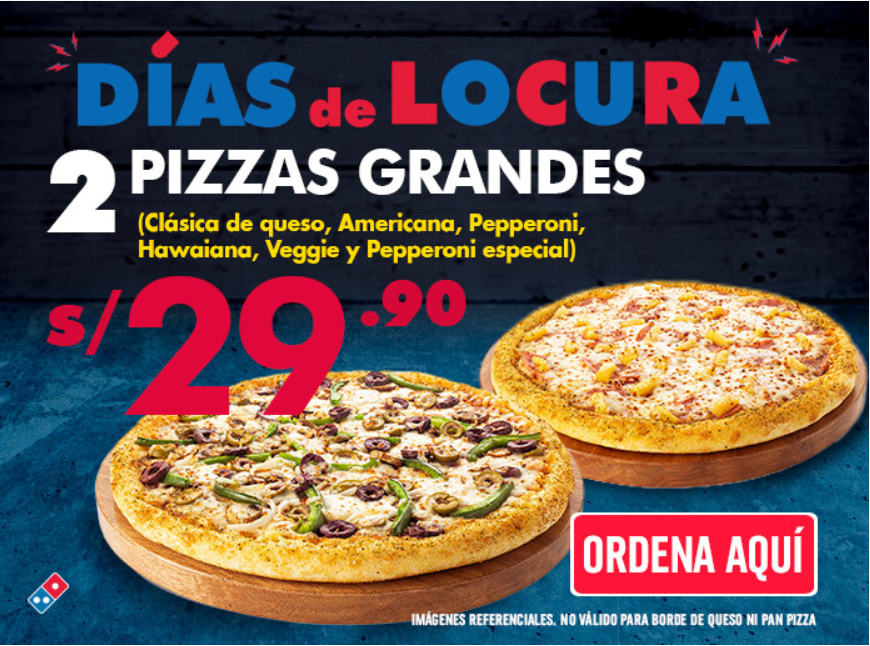 DÍAS de LOCURA
2 PIZZAS GRANDES
(Clásica de queso, Americana, Pepperoni,
Hawaiana, Veggie y Pepperoni especial)
S/29.90
ORDENA AQUÍ
IMÁGENES REFERENCIALES. NO VÁLIDO PARA BORDE DE QUESO NI PAN PIZZA